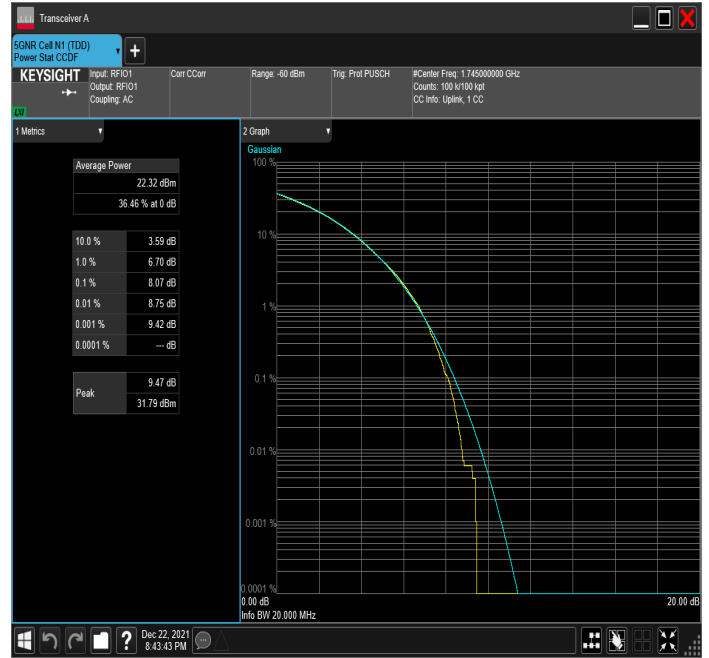 Transceiver A
5GNR Cell N1 (TDD)
Power Stat CCDF
KEYSIGHT
Input: RFIO1
Output: RFIO1
Coupling: AC
Corr CCorr
Range: -60 dBm
Trig: Prot PUSCH
#Center Freq: 1.745000000 GHz
Counts: 100 k/100 kpt
CC Info: Uplink, 1 CC
1 Metrics
Average Power
22.32 dBm
36.46 % at 0 dB
10.0 % 3.59 dB
1.0 % 6.70 dB
0.1 % 8.07 dB
0.01 % 8.75 dB
0.001 % 9.42 dB
0.0001 % --- dB
Peak
9.47 dB
31.79 dBm
2 Graph
Gaussian
100 %
10 %
1 %
0.1 %
0.01 %
0.001 %
0.0001 %
0.00 dB 20.00 dB
Info BW 20.000 MHz
?
Dec 22, 2021
8:43:43 PM